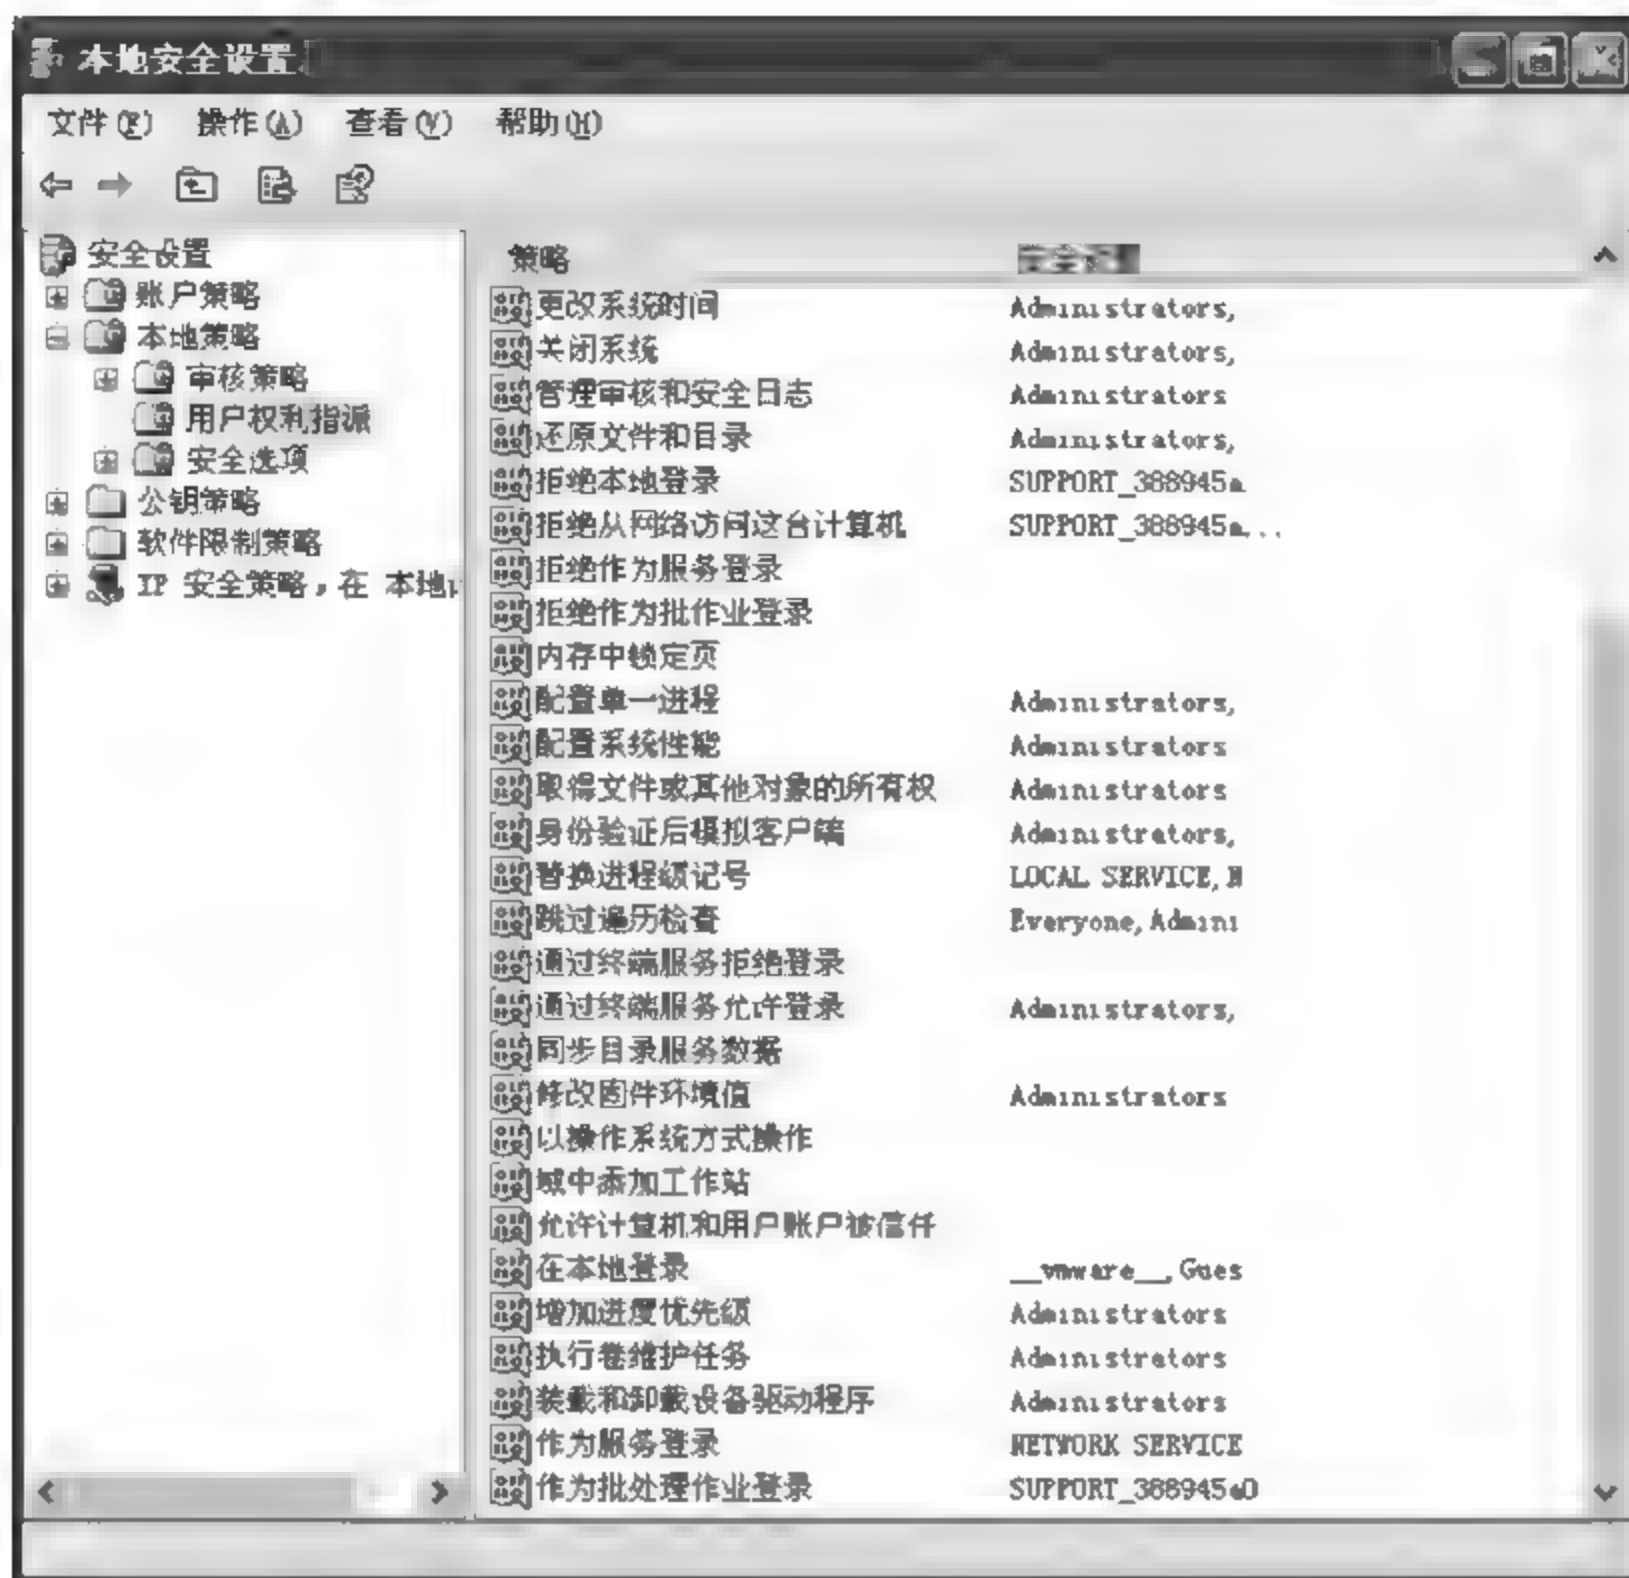 本地安全设置
文件(F) 操作(A) 查看(V) 帮助(H)
安全设置
账户策略
本地策略
审核策略
用户权利指派
安全选项
公钥策略
软件限制策略
IP 安全策略，在 本地
策略
更改系统时间 Administrators,
关闭系统 Administrators,
管理审核和安全日志 Administrators
还原文件和目录 Administrators,
拒绝本地登录 SUPPORT_388945a
拒绝从网络访问这台计算机 SUPPORT_388945a...
拒绝作为服务登录
拒绝作为批作业登录
内存中锁定页
配置单一进程 Administrators,
配置系统性能 Administrators
取得文件或其他对象的所有权 Administrators
身份验证后模拟客户端 Administrators,
替换进程级记号 LOCAL SERVICE,N
跳过遍历检查 Everyone,Admini
通过终端服务拒绝登录
通过终端服务允许登录 Administrators,
同步目录服务数据
修改固件环境值 Administrators
以操作系统方式操作
域中添加工作站
允许计算机和用户账户被信任
在本地登录 __vmware__,Gues
增加进度优先级 Administrators
执行卷维护任务 Administrators
装载和卸载设备驱动程序 Administrators
作为服务登录 NETWORK SERVICE
作为批处理作业登录 SUPPORT_388945a0